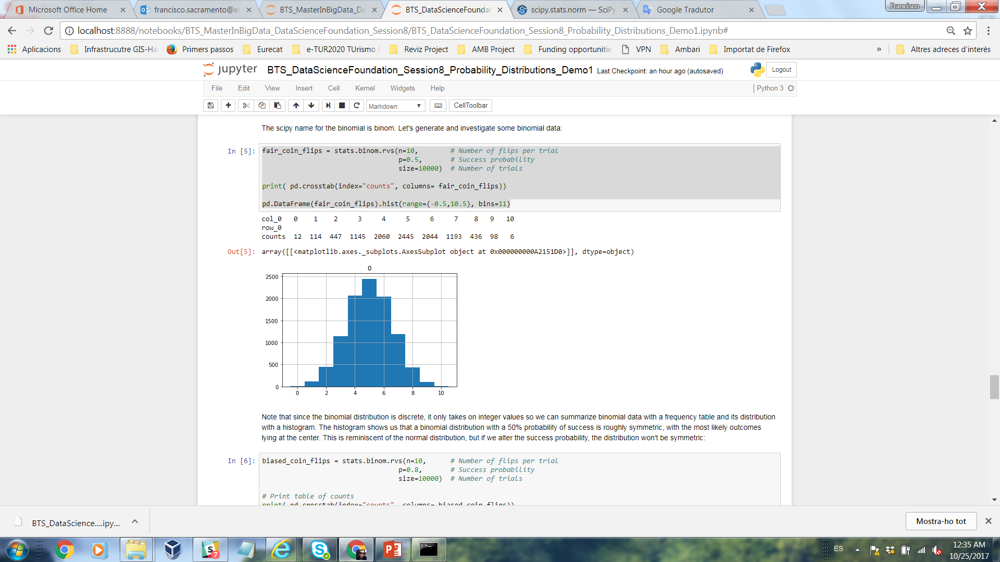 Microsoft Office Home
francisco.sacramento@e
BTS_MasterInBigData_Da
BTS_DataScienceFoundat
scipy.stats.norm — SciPy
Google Tradutor
Francisco
localhost:8888/notebooks/BTS_MasterInBigData_DataScienceFoundation_Session8/BTS_DataScienceFoundation_Session8_Probability_Distributions_Demo1.ipynb#
Aplicacions
Infrastrucutre GIS-Ha
Primers passos
Eurecat
e-TUR2020 TUrismo
Reviz Project
AMB Project
Funding opportunitie
VPN
Ambari
Importat de Firefox
»
Altres adreces d'interès
jupyter BTS_DataScienceFoundation_Session8_Probability_Distributions_Demo1 Last Checkpoint: an hour ago (autosaved)
Logout
File Edit View Insert Cell Kernel Widgets Help
Python 3
Markdown
CellToolbar
The scipy name for the binomial is binom. Let's generate and investigate some binomial data:
In [5]: fair_coin_flips = stats.binom.rvs(n=10, # Number of flips per trial
p=0.5, # Success probability
size=10000) # Number of trials
print( pd.crosstab(index="counts", columns= fair_coin_flips))
pd.DataFrame(fair_coin_flips).hist(range=(-0.5,10.5), bins=11)
col_0 0 1 2 3 4 5 6 7 8 9 10
row_0
counts 12 114 447 1145 2060 2445 2044 1193 436 98 6
Out[5]: array([[<matplotlib.axes._subplots.AxesSubplot object at 0x000000000A2151D0>]], dtype=object)
0
2500
2000
1500
1000
500
0
0 2 4 6 8 10
Note that since the binomial distribution is discrete, it only takes on integer values so we can summarize binomial data with a frequency table and its distribution
with a histogram. The histogram shows us that a binomial distribution with a 50% probability of success is roughly symmetric, with the most likely outcomes
lying at the center. This is reminiscent of the normal distribution, but if we alter the success probability, the distribution won't be symmetric:
In [6]: biased_coin_flips = stats.binom.rvs(n=10, # Number of flips per trial
p=0.8, # Success probability
size=10000) # Number of trials
# Print table of counts
print( pd.crosstab(index="counts", columns= biased_coin_flips))
BTS_DataScience....ipy...
Mostra-ho tot
ES
12:35 AM
10/25/2017